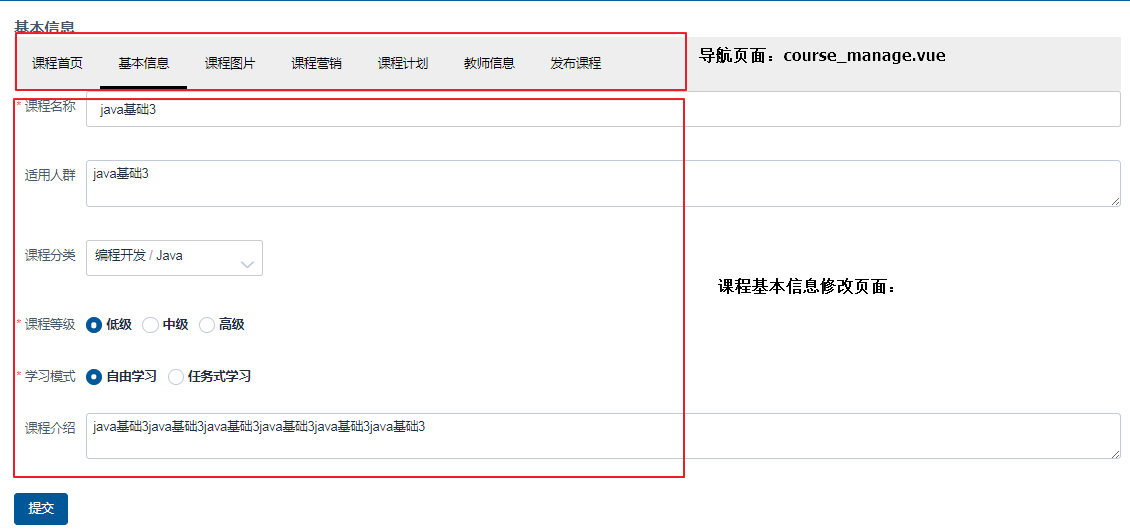 基本信息
课程首页 基本信息 课程图片 课程营销 课程计划 教师信息 发布课程
导航页面：course_manage.vue
* 课程名称 java基础3
适用人群 java基础3
课程分类 编程开发 / Java
课程基本信息修改页面：
* 课程等级 低级 中级 高级
* 学习模式 自由学习 任务式学习
课程介绍 java基础3java基础3java基础3java基础3java基础3java基础3
提交